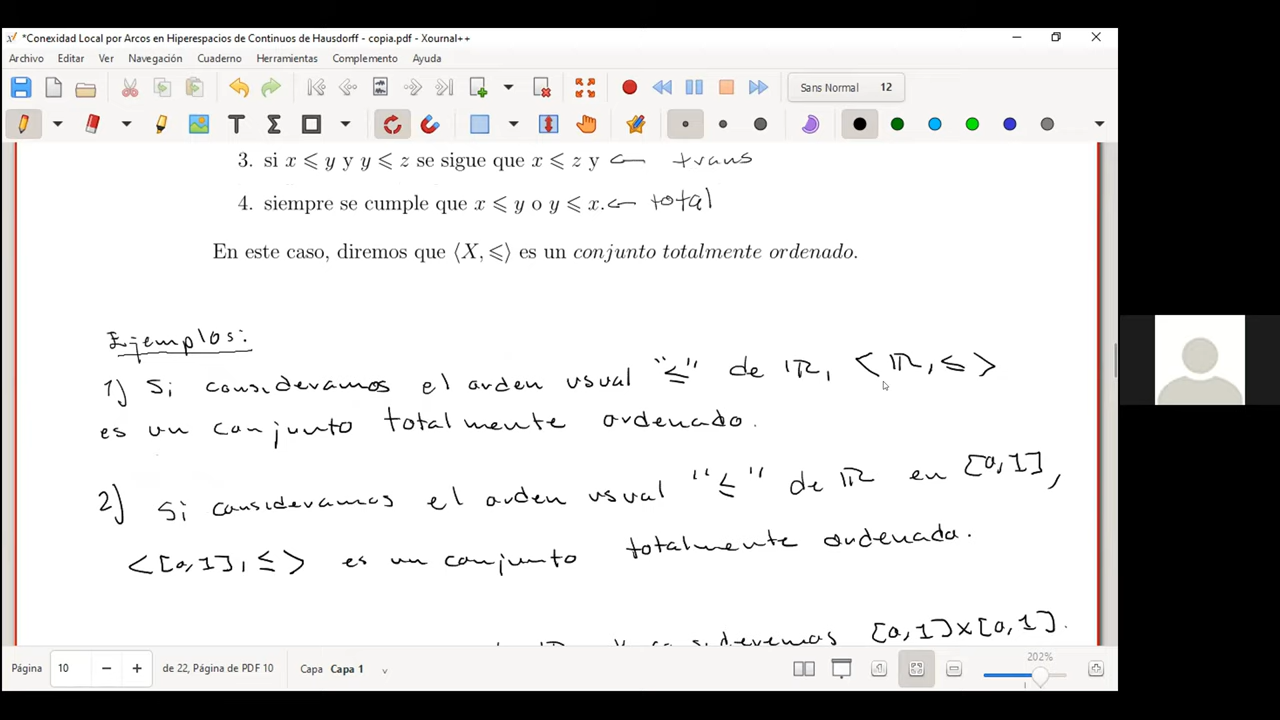 *Conexidad Local por Arcos en Hiperespacios de Continuos de Hausdorff - copia.pdf - Xournal++
Archivo Editar Ver Navegación Cuaderno Herramientas Complemento Ayuda
Sans Normal 12
3. si x ⩽ y y y ⩽ z se sigue que x ⩽ z y ← trans
4. siempre se cumple que x ⩽ y o y ⩽ x. ← total
En este caso, diremos que ⟨X, ⩽⟩ es un conjunto totalmente ordenado.
Ejemplos:
1) Si consideramos el orden usual "≤" de ℝ, <ℝ, ≤>
es un conjunto totalmente ordenado.
2) Si consideramos el orden usual "≤" de ℝ en [0,1],
<[0,1], ≤> es un conjunto totalmente ordenado.
ℝ y consideremos [0,1]x[0,1].
Página 10 de 22, Página de PDF 10 Capa Capa 1 202%